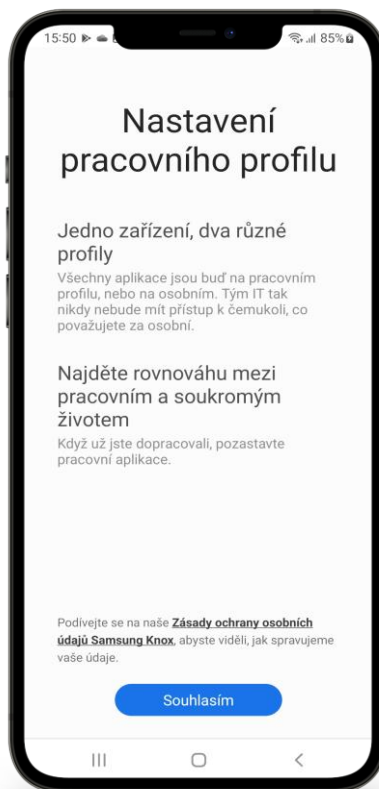 15:50
85%
Nastavení
pracovního profilu
Jedno zařízení, dva různé
profily
Všechny aplikace jsou buď na pracovním
profilu, nebo na osobním. Tým IT tak
nikdy nebude mít přístup k čemukoli, co
považujete za osobní.
Najděte rovnováhu mezi
pracovním a soukromým
životem
Když už jste dopracovali, pozastavte
pracovní aplikace.
Podívejte se na naše Zásady ochrany osobních
údajů Samsung Knox, abyste viděli, jak spravujeme
vaše údaje.
Souhlasím